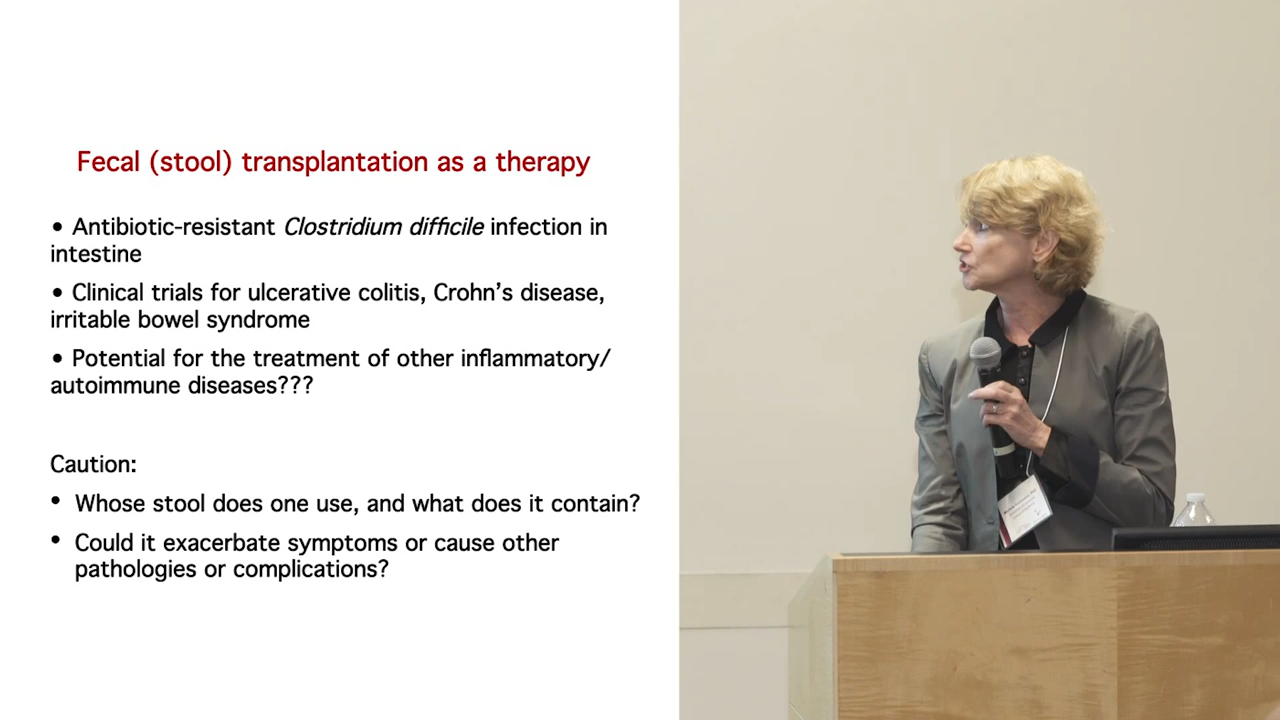 Fecal (stool) transplantation as a therapy
• Antibiotic-resistant Clostridium difficile infection in
intestine
• Clinical trials for ulcerative colitis, Crohn’s disease,
irritable bowel syndrome
• Potential for the treatment of other inflammatory/
autoimmune diseases???
Caution:
• Whose stool does one use, and what does it contain?
• Could it exacerbate symptoms or cause other
pathologies or complications?